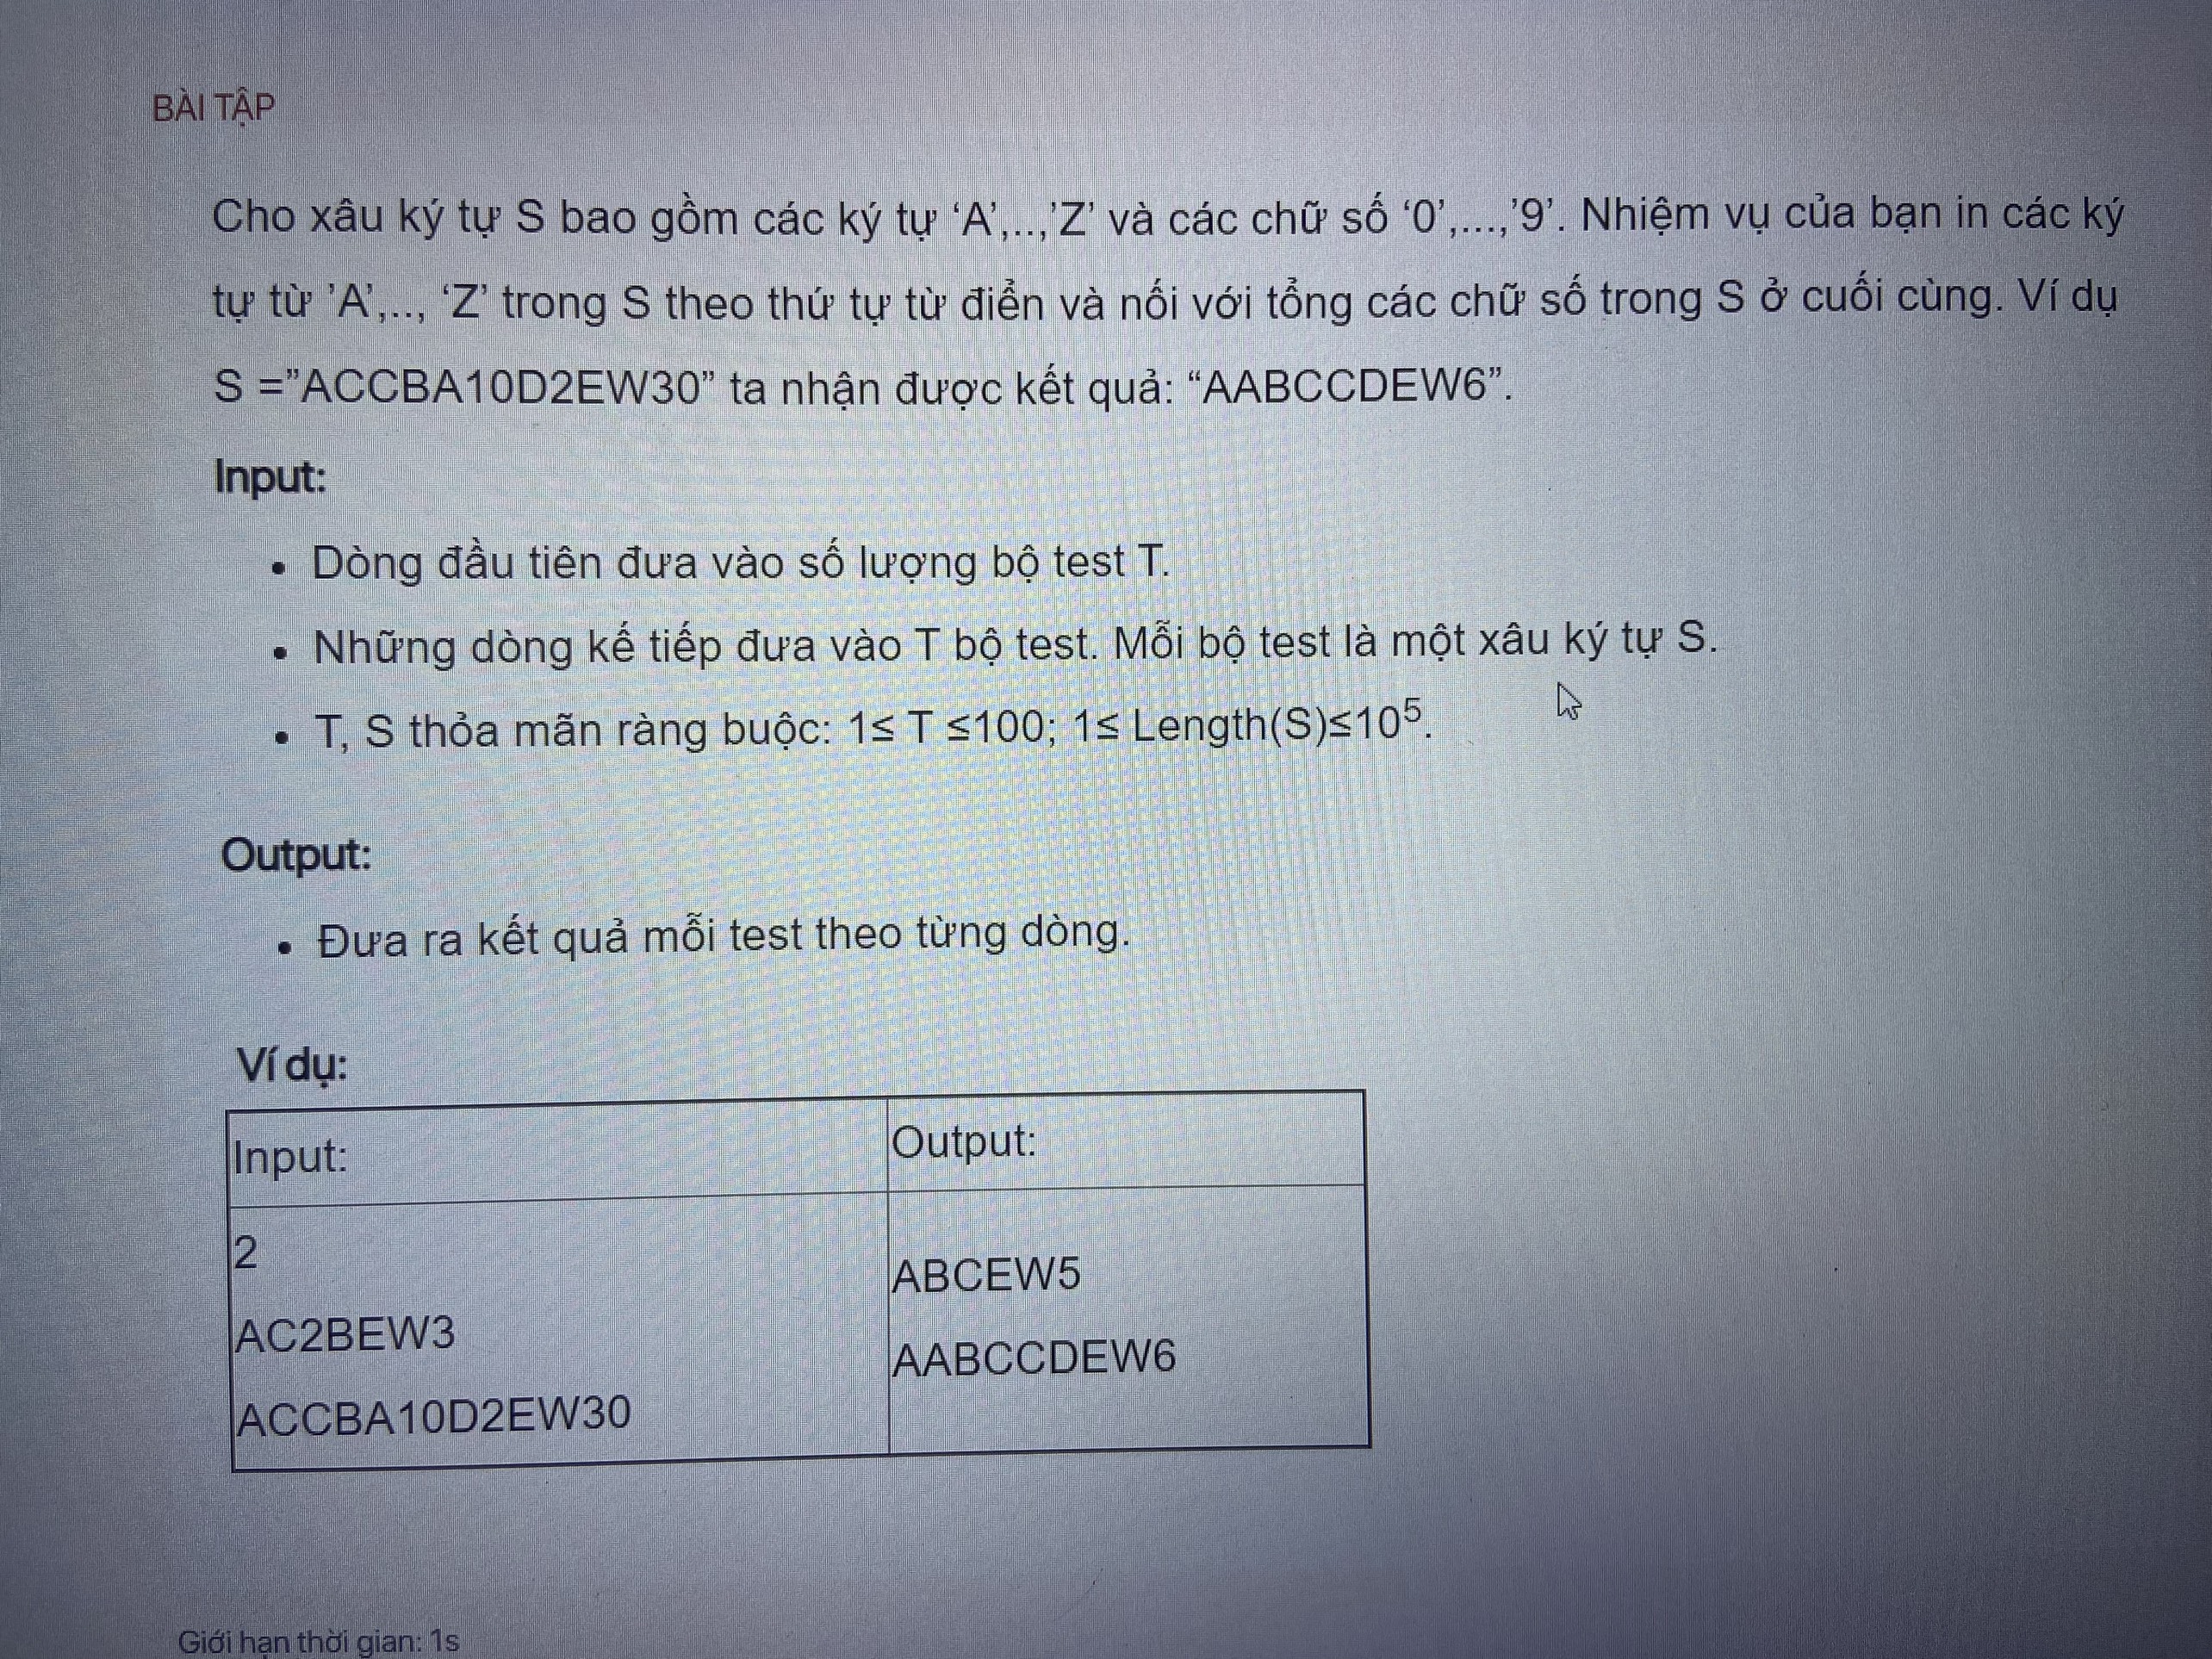 BÀI TẬP
Cho xâu ký tự S bao gồm các ký tự ‘A’,..,’Z’ và các chữ số ‘0’,...,’9’. Nhiệm vụ của bạn in các ký
tự từ ’A’,.., ‘Z’ trong S theo thứ tự từ điển và nối với tổng các chữ số trong S ở cuối cùng. Ví dụ
S =”ACCBA10D2EW30” ta nhận được kết quả: “AABCCDEW6”.
Input:
• Dòng đầu tiên đưa vào số lượng bộ test T.
• Những dòng kế tiếp đưa vào T bộ test. Mỗi bộ test là một xâu ký tự S.
• T, S thỏa mãn ràng buộc: 1≤ T ≤100; 1≤ Length(S)≤10⁵.
Output:
• Đưa ra kết quả mỗi test theo từng dòng.
Ví dụ:
Input:
Output:
2
AC2BEW3
ACCBA10D2EW30
ABCEW5
AABCCDEW6
Giới hạn thời gian: 1s